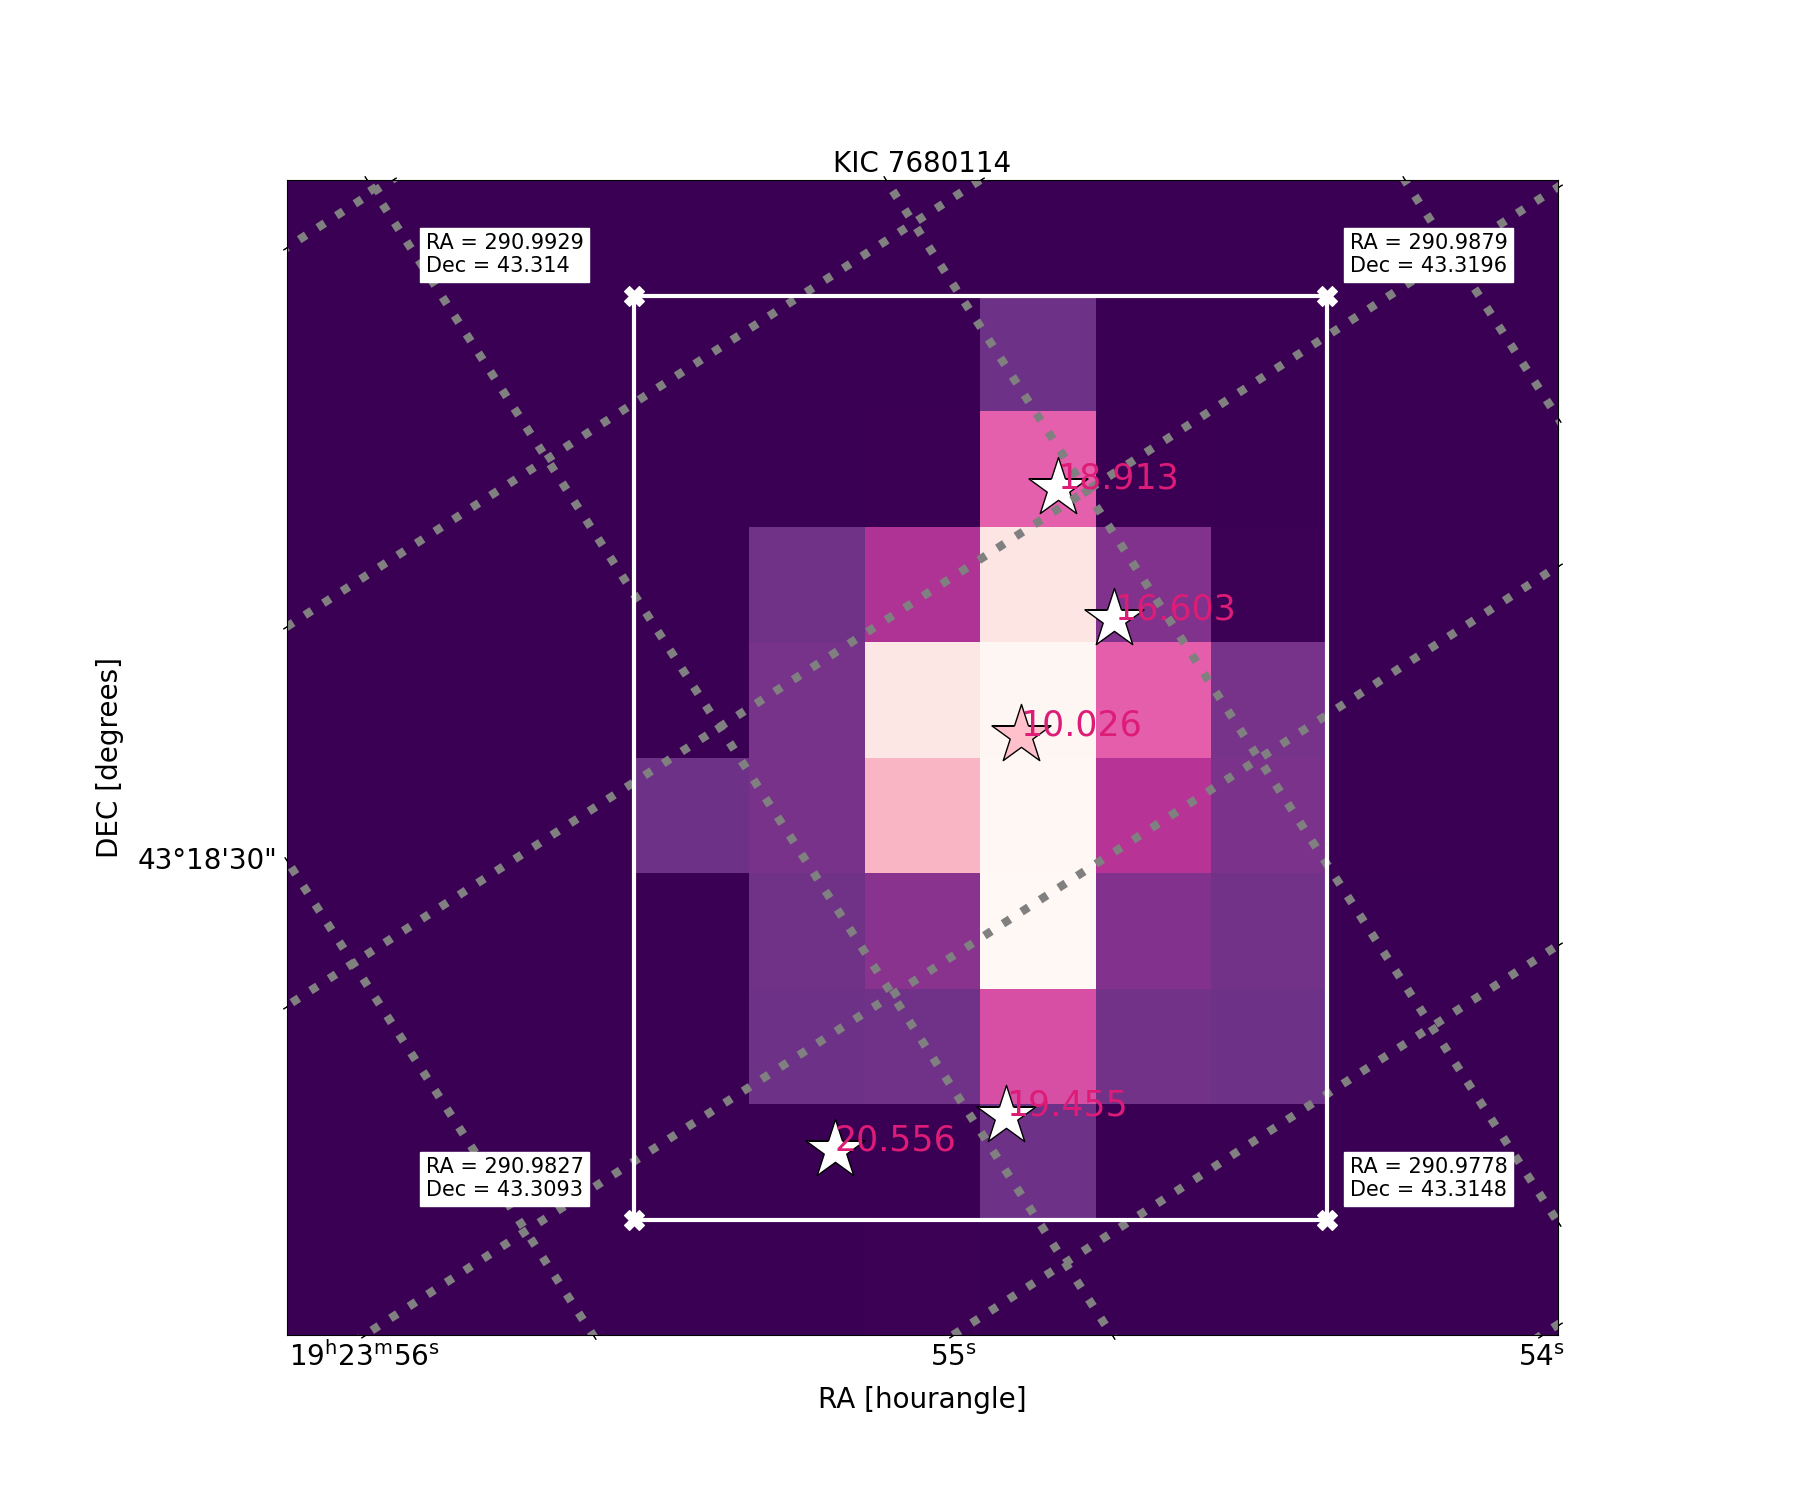 KIC 7680114
RA = 290.9929
Dec = 43.314
RA = 290.9879
Dec = 43.3196
18.913
16.603
10.026
DEC [degrees]
43°18'30"
19.455
20.556
RA = 290.9827
Dec = 43.3093
RA = 290.9778
Dec = 43.3148
19ʰ23ᵐ56ˢ
55ˢ
54ˢ
RA [hourangle]